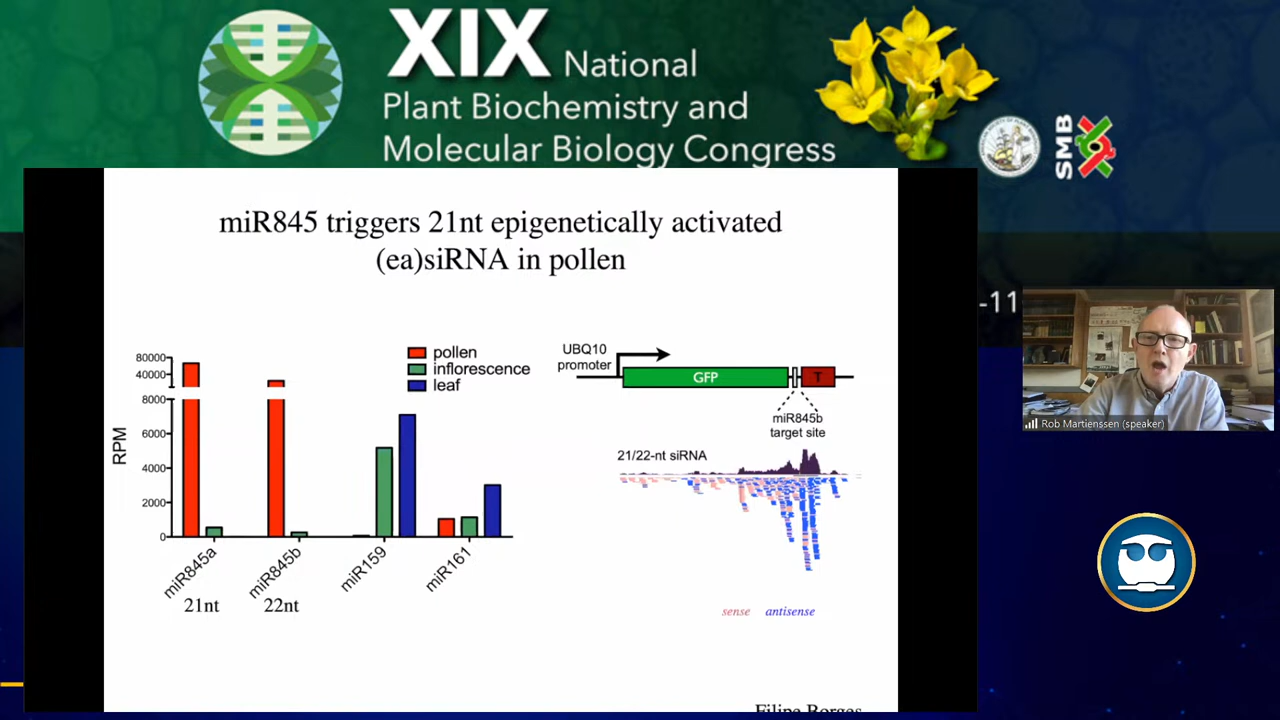 XIX National
Plant Biochemistry and
Molecular Biology Congress
SMB
miR845 triggers 21nt epigenetically activated
(ea)siRNA in pollen
-11
80000
40000
8000
6000
4000
2000
0
RPM
pollen
inflorescence
leaf
miR845a
miR845b
miR159
miR161
21nt
22nt
UBQ10
promoter
GFP
T
miR845b
target site
21/22-nt siRNA
sense antisense
Filipe Borges
Rob Martienssen (speaker)